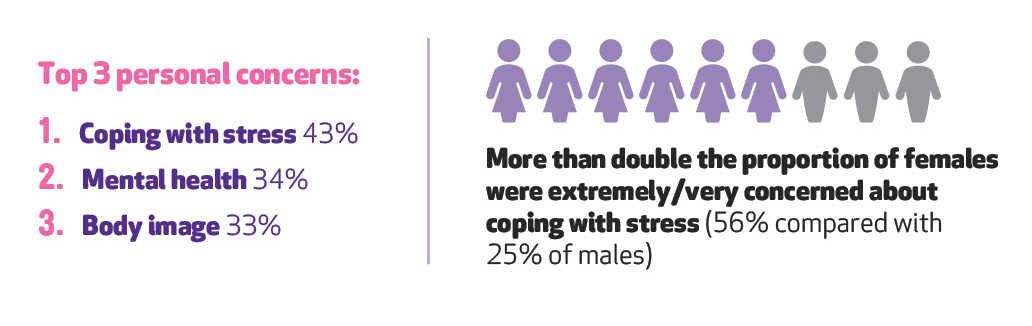 Top 3 personal concerns:
1. Coping with stress 43%
2. Mental health 34%
3. Body image 33%
More than double the proportion of females
were extremely/very concerned about
coping with stress (56% compared with
25% of males)